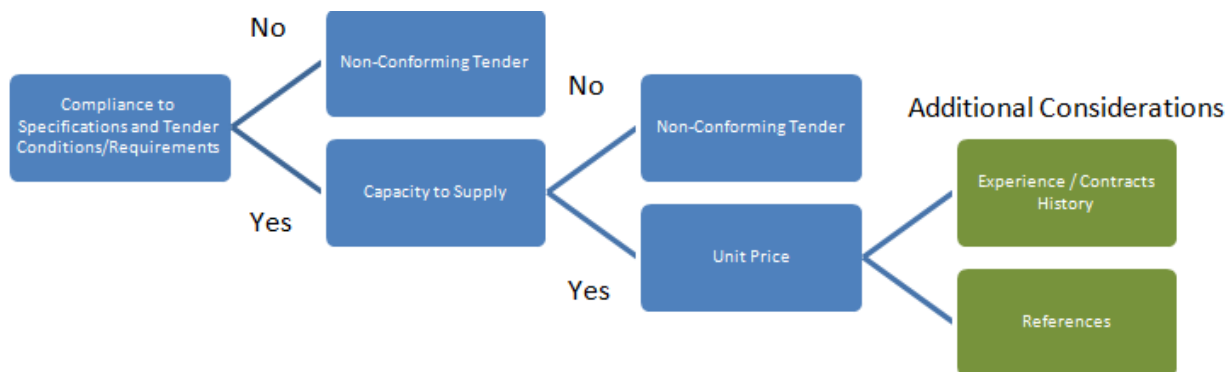 No
Non-Conforming Tender
Compliance to
Specifications and Tender
Conditions/Requirements
No
Non-Conforming Tender
Additional Considerations
Capacity to Supply
Yes
Experience / Contracts
History
Unit Price
Yes
References